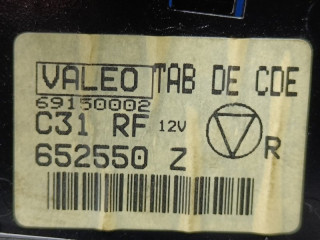 VALEO TAB DE CDE
69150002
C31 RF 12V
R
652550 Z